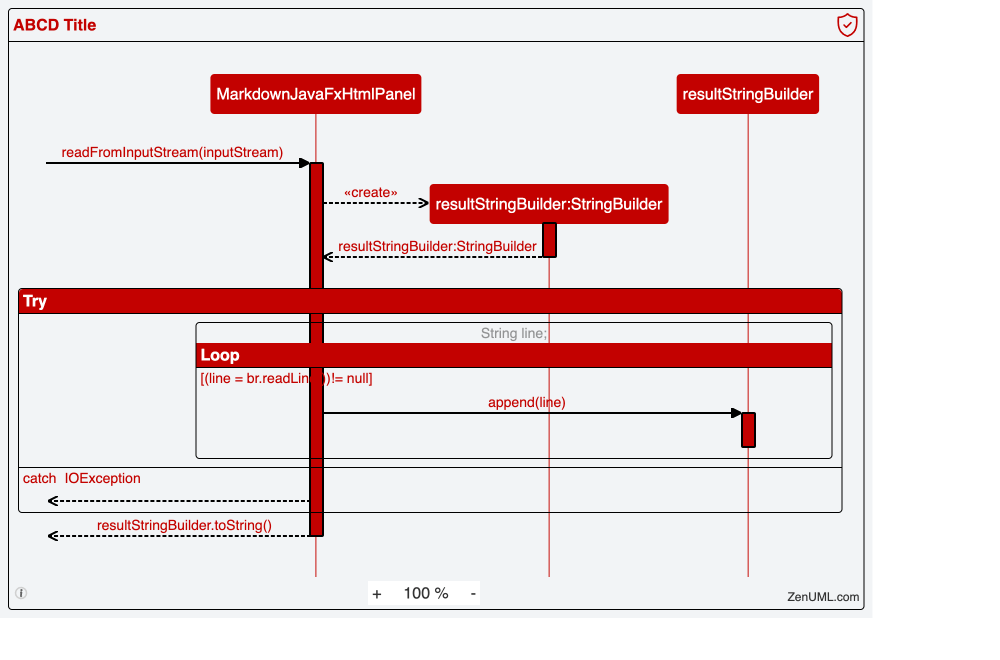 ABCD Title
MarkdownJavaFxHtmlPanel
resultStringBuilder
readFromInputStream(inputStream)
«create»
resultStringBuilder:StringBuilder
resultStringBuilder:StringBuilder
Try
String line;
Loop
[(line = br.readLin )!= null]
append(line)
catch IOException
resultStringBuilder.toString()
+ 100 % -
ZenUML.com